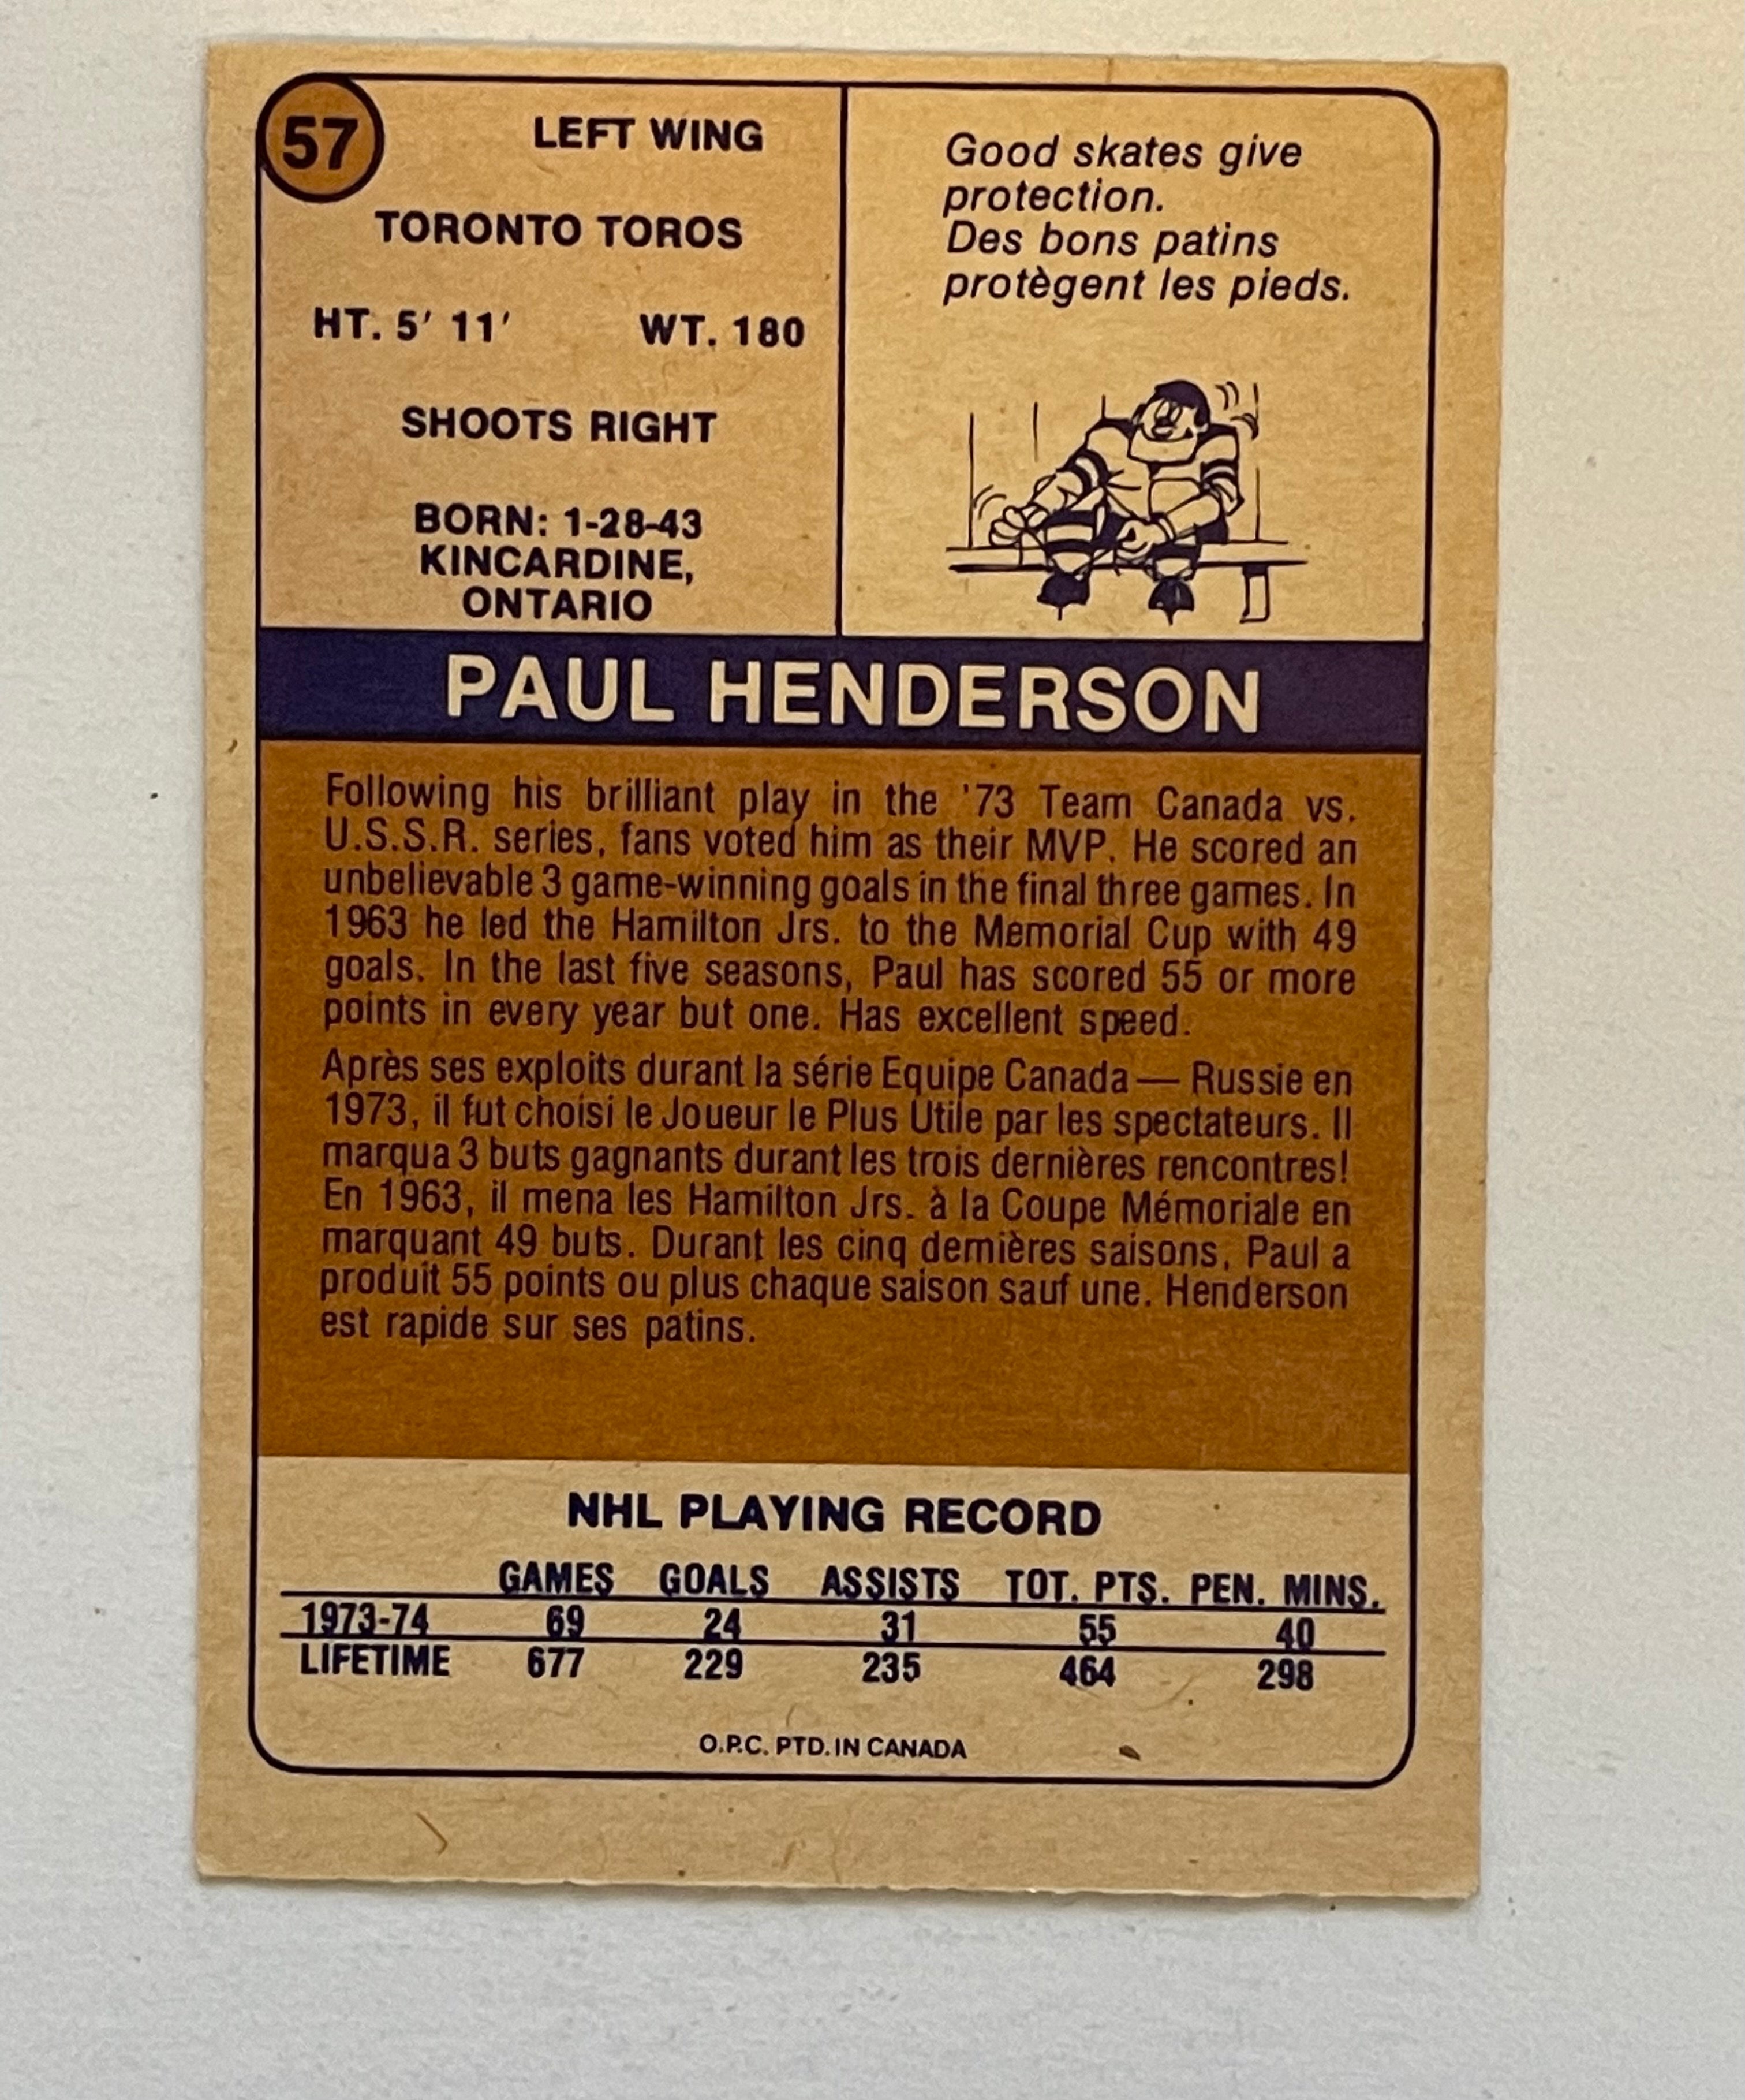 57
LEFT WING
TORONTO TOROS
HT. 5' 11' WT. 180
SHOOTS RIGHT
BORN: 1-28-43
KINCARDINE,
ONTARIO
Good skates give
protection.
Des bons patins
protègent les pieds.
PAUL HENDERSON
Following his brilliant play in the '73 Team Canada vs.
U.S.S.R. series, fans voted him as their MVP. He scored an
unbelievable 3 game-winning goals in the final three games. In
1963 he led the Hamilton Jrs. to the Memorial Cup with 49
goals. In the last five seasons, Paul has scored 55 or more
points in every year but one. Has excellent speed.
Après ses exploits durant la série Equipe Canada — Russie en
1973, il fut choisi le Joueur le Plus Utile par les spectateurs. Il
marqua 3 buts gagnants durant les trois dernières rencontres!
En 1963, il mena les Hamilton Jrs. à la Coupe Mémoriale en
marquant 49 buts. Durant les cinq dernières saisons, Paul a
produit 55 points ou plus chaque saison sauf une. Henderson
est rapide sur ses patins.
NHL PLAYING RECORD
GAMES GOALS ASSISTS TOT. PTS. PEN. MINS.
1973-74 69 24 31 55 40
LIFETIME 677 229 235 464 298
O.P.C. PTD. IN CANADA